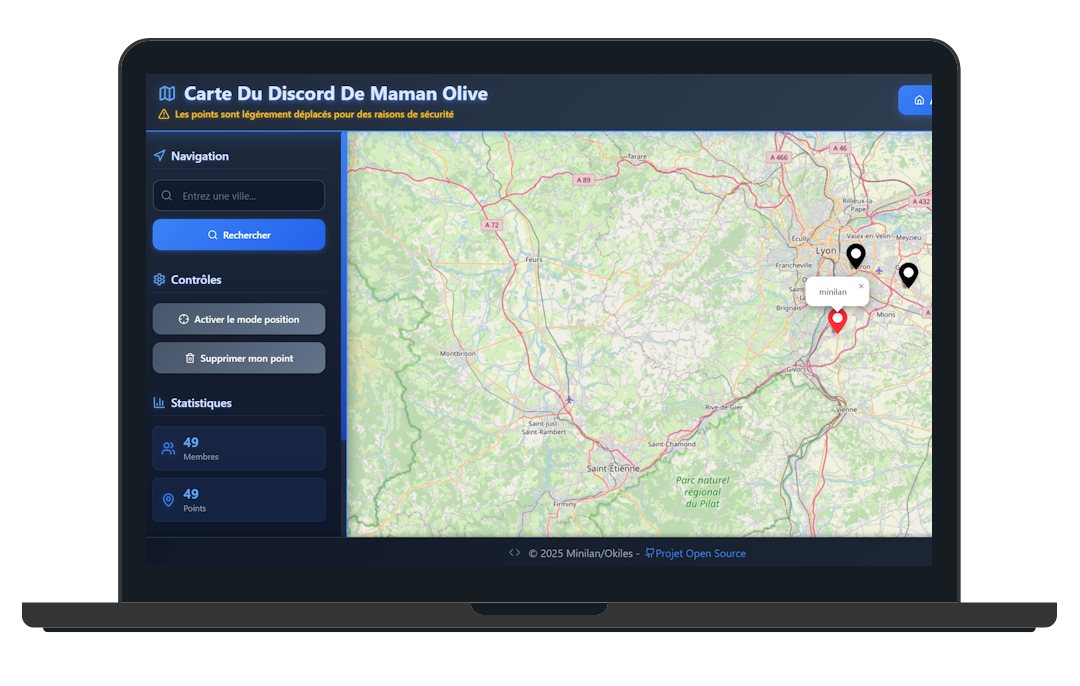 Carte Du Discord De Maman Olive
Les points sont légèrement déplacés pour des raisons de sécurité
Navigation
Entrez une ville...
Rechercher
Contrôles
Activer le mode position
Supprimer mon point
Statistiques
49
Membres
49
Points
Tarare
A 89
A 466
A 46
A 432
A 72
Rillieux-la-
Pape
Écully
Vaulx-en-Velin
Meyzieu
Lyon
Francheville
Feurs
minilan
×
Brignais
Mions
Montbrison
Givors
Rive-de-Gier
Vienne
Saint-Just-
Saint-Rambert
Saint-Chamond
Saint-Étienne
Firminy
Parc naturel
régional
du Pilat
© 2025 Minilan/Okiles - Projet Open Source